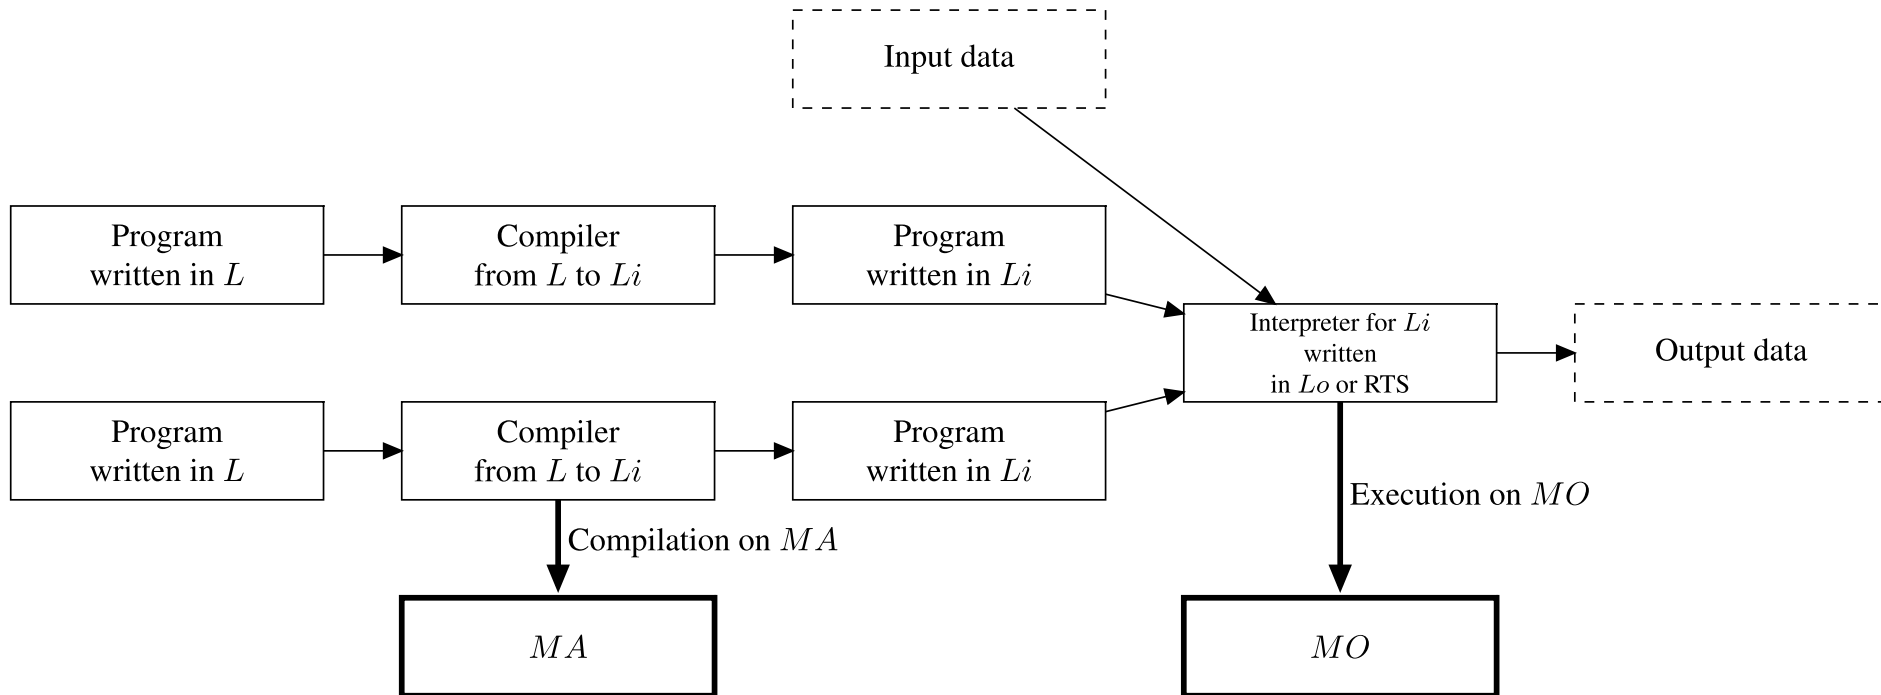 Input data
Program
written in L
Compiler
from L to Li
Program
written in Li
Interpreter for Li
written
in Lo or RTS
Output data
Program
written in L
Compiler
from L to Li
Program
written in Li
Execution on MO
Compilation on MA
MA
MO